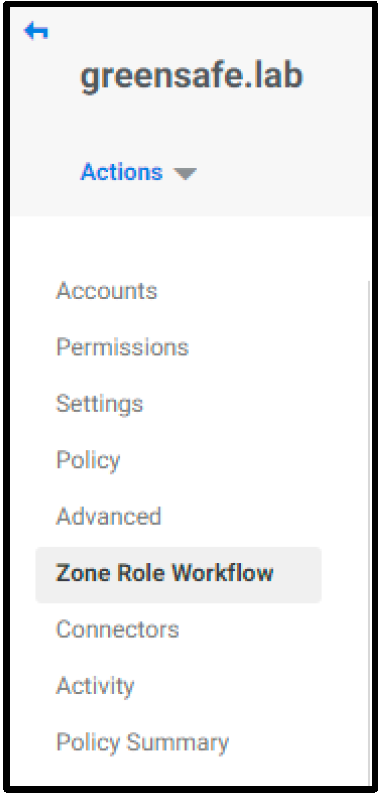 greensafe.lab
Actions
Accounts
Permissions
Settings
Policy
Advanced
Zone Role Workflow
Connectors
Activity
Policy Summary